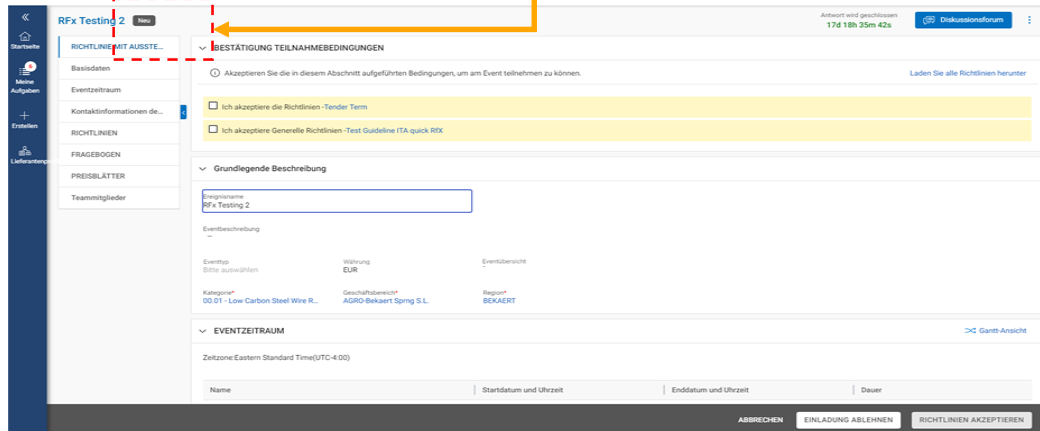 RFx Testing 2 Neu
Antwort wird geschlossen
17d 18h 35m 42s
Diskussionsforum
Startseite
6
Meine
Aufgaben
Erstellen
Lieferantenp
RICHTLINIE MIT AUSSTE...
Basisdaten
Eventzeitraum
Kontaktinformationen de...
RICHTLINIEN
FRAGEBOGEN
PREISBLÄTTER
Teammitglieder
BESTÄTIGUNG TEILNAHMEBEDINGUNGEN
Akzeptieren Sie die in diesem Abschnitt aufgeführten Bedingungen, um am Event teilnehmen zu können.
Laden Sie alle Richtlinien herunter
Ich akzeptiere die Richtlinien -Tender Term
Ich akzeptiere Generelle Richtlinien -Test Guideline ITA quick RfX
Grundlegende Beschreibung
Ereignisname
RFx Testing 2
Eventbeschreibung
--
Eventtyp Währung Eventübersicht
Bitte auswählen EUR -
Kategorie* Geschäftsbereich* Region*
00.01 - Low Carbon Steel Wire R... AGRO-Bekaert Sprng S.L. BEKAERT
EVENTZEITRAUM
Gantt-Ansicht
Zeitzone:Eastern Standard Time(UTC-4:00)
Name Startdatum und Uhrzeit Enddatum und Uhrzeit Dauer
ABBRECHEN EINLADUNG ABLEHNEN RICHTLINIEN AKZEPTIEREN